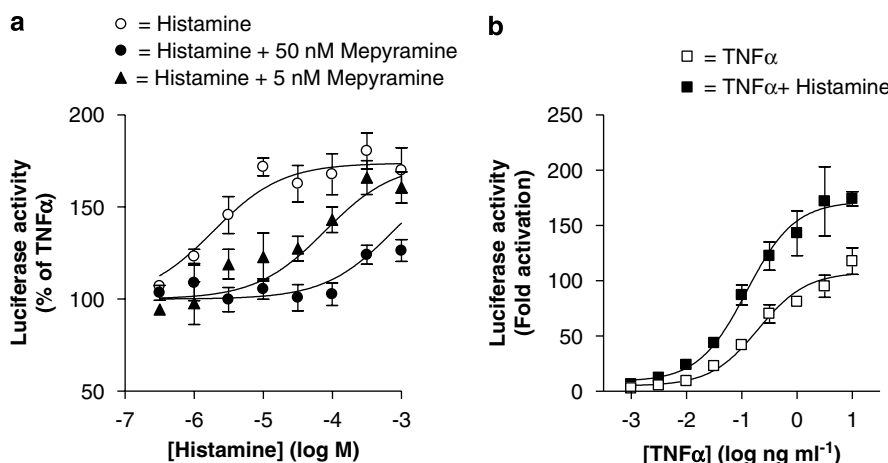 a
○ = Histamine
● = Histamine + 50 nM Mepyramine
▲ = Histamine + 5 nM Mepyramine
Luciferase activity
(% of TNFα)
200
150
100
50
-7 -6 -5 -4 -3
[Histamine] (log M)
b
□ = TNFα
■ = TNFα+ Histamine
Luciferase activity
(Fold activation)
250
200
150
100
50
0
-3 -2 -1 0 1
[TNFα] (log ng ml-1)